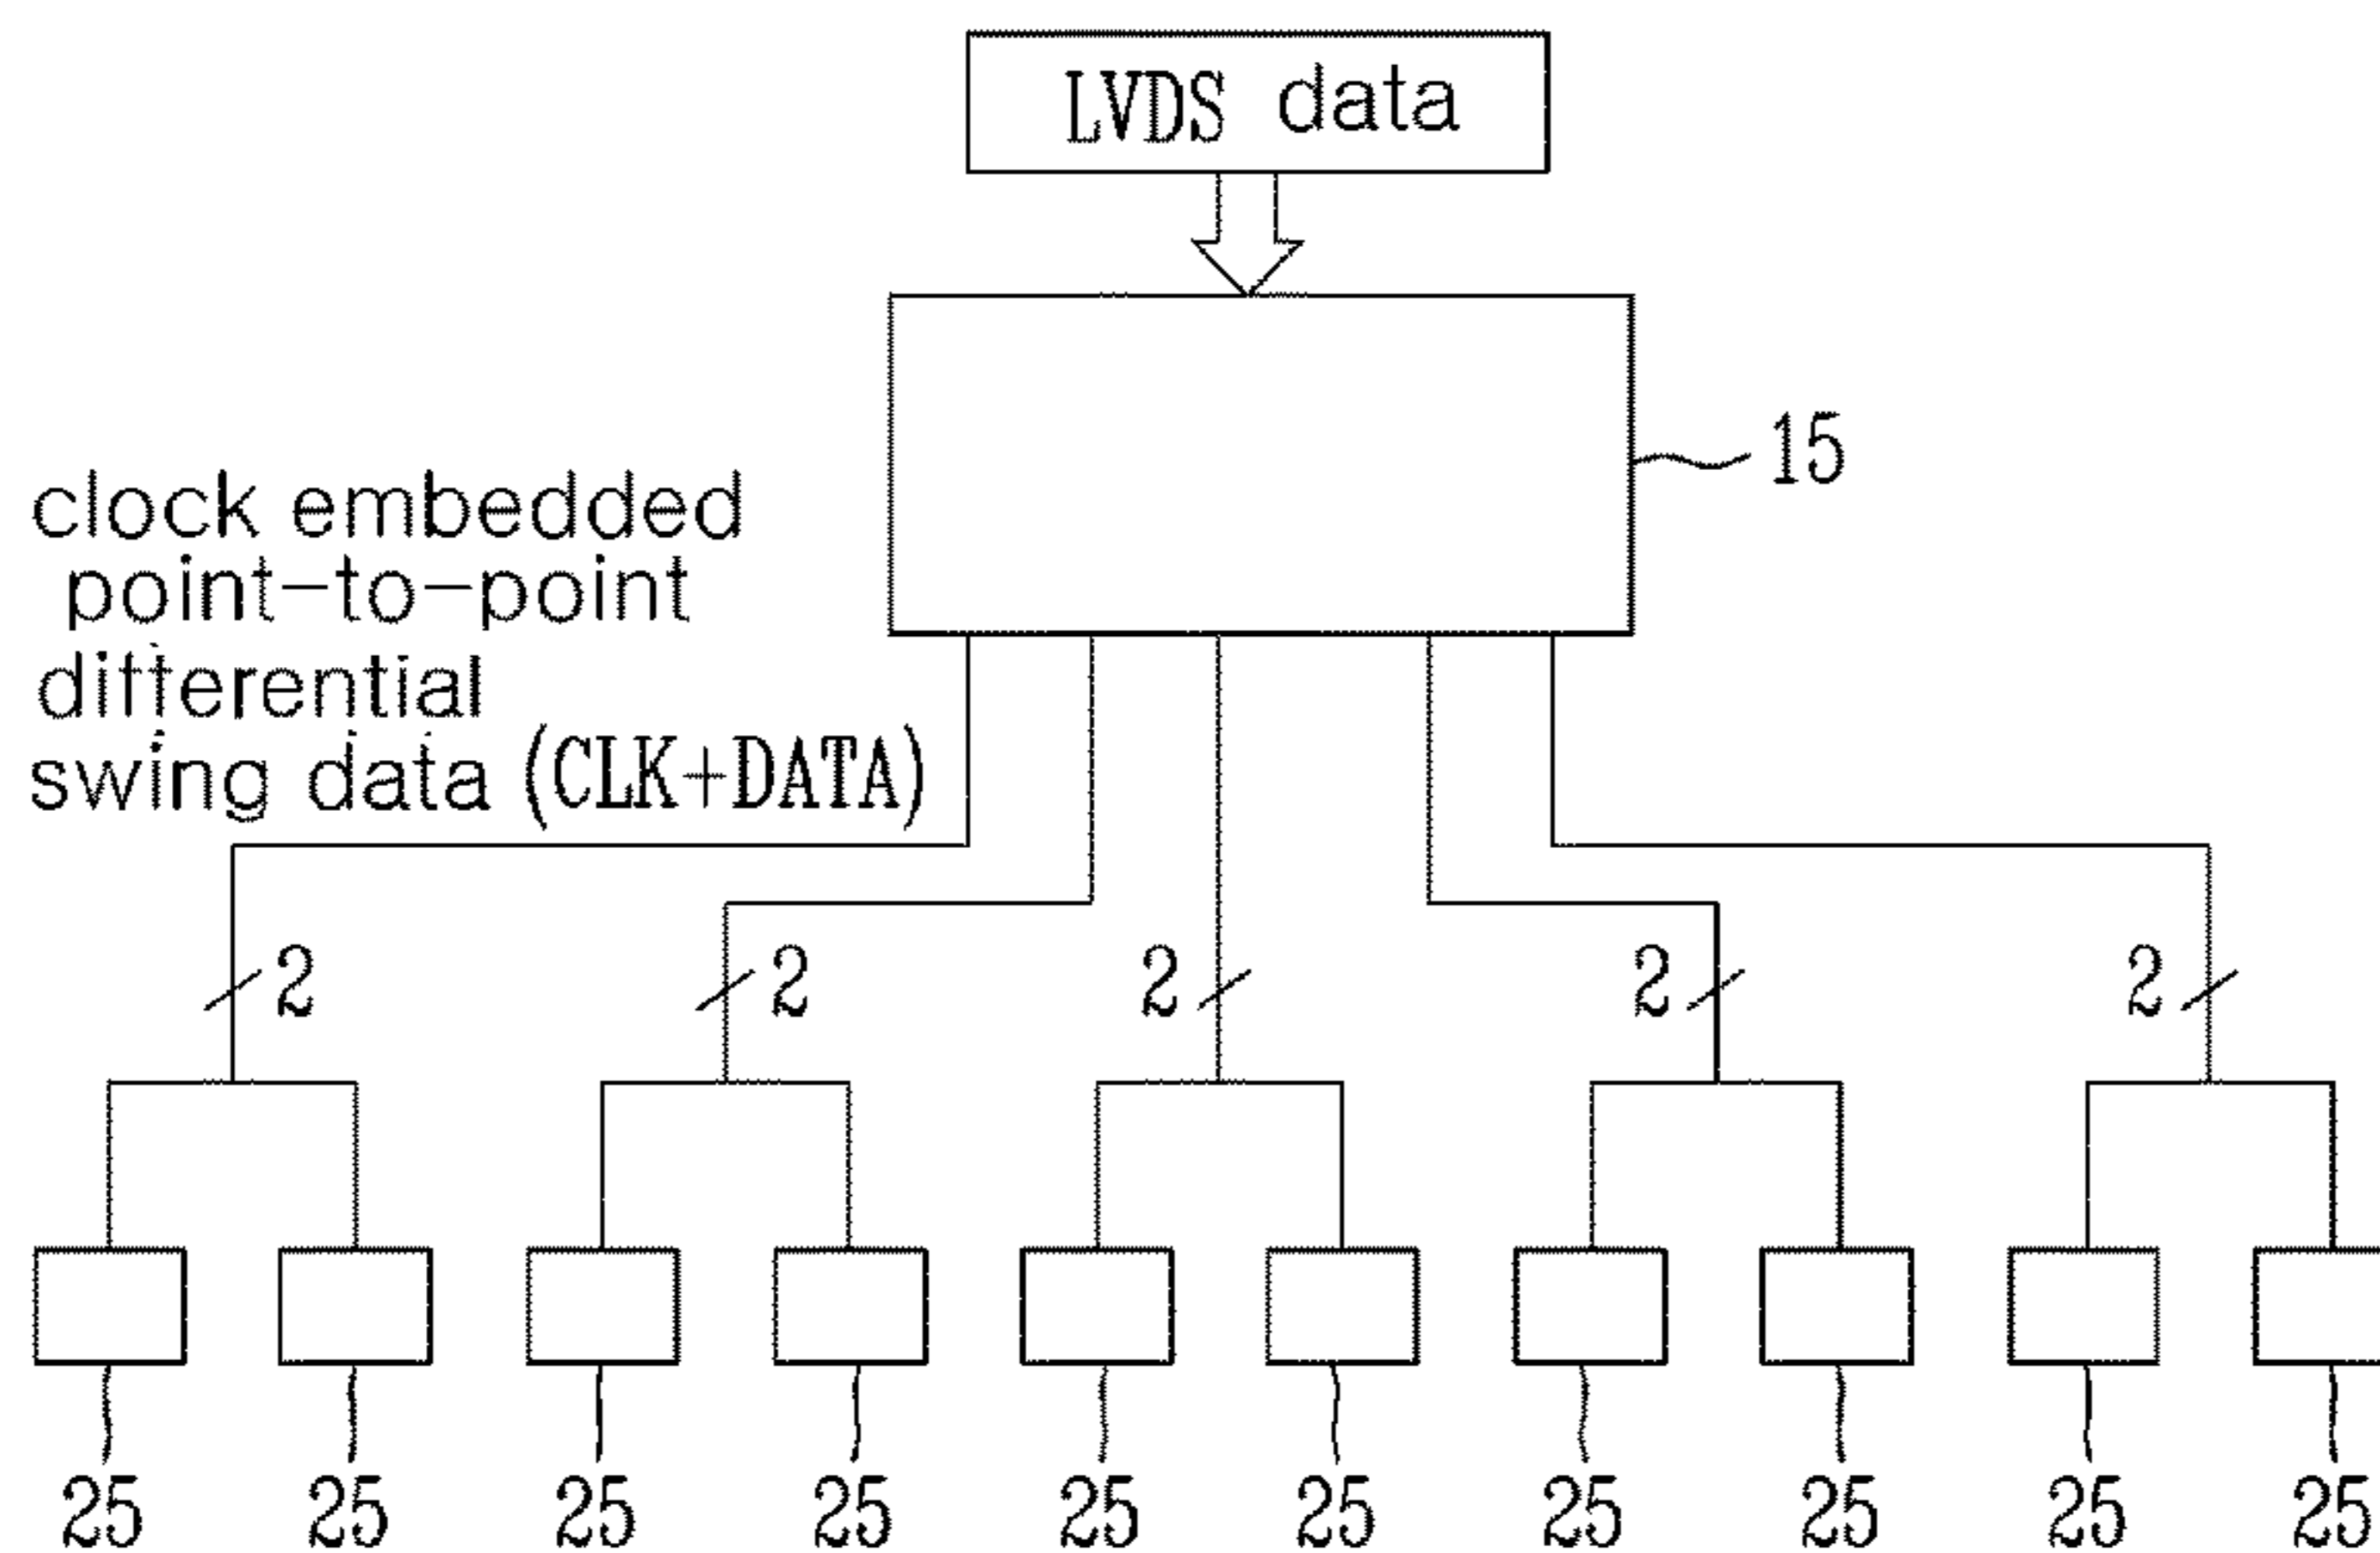 LVDS data
15
clock embedded
point-to-point
differential
swing data (CLK+DATA)
2 2 2 2 2
25 25 25 25 25 25 25 25 25 25